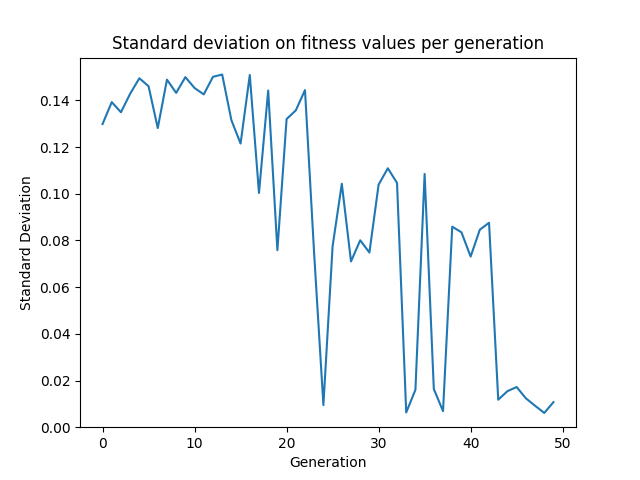 Standard deviation on fitness values per generation
Standard Deviation
0.14
0.12
0.10
0.08
0.06
0.04
0.02
0.00
0 10 20 30 40 50
Generation